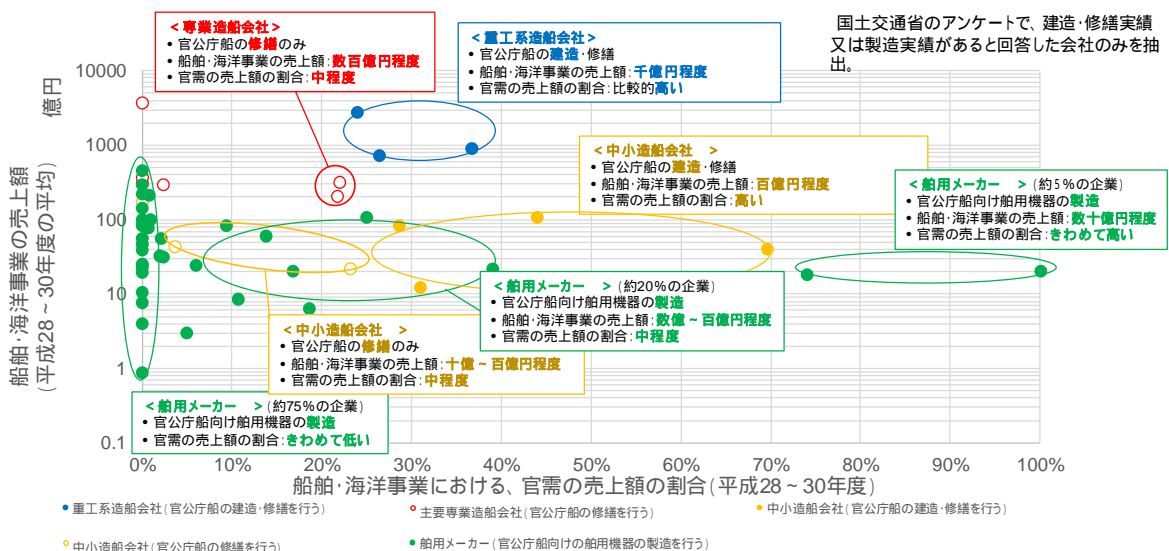 国土交通省のアンケートで、建造・修繕実績
又は製造実績があると回答した会社のみを抽
出。
<専業造船会社>
• 官公庁船の修繕のみ
• 船舶・海洋事業の売上額:数百億円程度
• 官需の売上額の割合:中程度
<重工系造船会社>
• 官公庁船の建造・修繕
• 船舶・海洋事業の売上額:千億円程度
• 官需の売上額の割合:比較的高い
<中小造船会社 >
• 官公庁船の建造・修繕
• 船舶・海洋事業の売上額:百億円程度
• 官需の売上額の割合:高い
<舶用メーカー >(約5%の企業)
• 官公庁船向け舶用機器の製造
• 船舶・海洋事業の売上額:数十億円程度
• 官需の売上額の割合:きわめて高い
<舶用メーカー >(約20%の企業)
• 官公庁船向け舶用機器の製造
• 船舶・海洋事業の売上額:数億~百億円程度
• 官需の売上額の割合:中程度
<中小造船会社 >
• 官公庁船の修繕のみ
• 船舶・海洋事業の売上額:十億~百億円程度
• 官需の売上額の割合:中程度
<舶用メーカー >(約75%の企業)
• 官公庁船向け舶用機器の製造
• 官需の売上額の割合:きわめて低い
億円
船舶・海洋事業の売上額
(平成28~30年度の平均)
10000
1000
100
10
1
0.1
0% 10% 20% 30% 40% 50% 60% 70% 80% 90% 100%
船舶・海洋事業における、官需の売上額の割合(平成28~30年度)
重工系造船会社(官公庁船の建造・修繕を行う)
主要専業造船会社(官公庁船の修繕を行う)
中小造船会社(官公庁船の建造・修繕を行う)
中小造船会社(官公庁船の修繕を行う)
舶用メーカー(官公庁船向けの舶用機器の製造を行う)